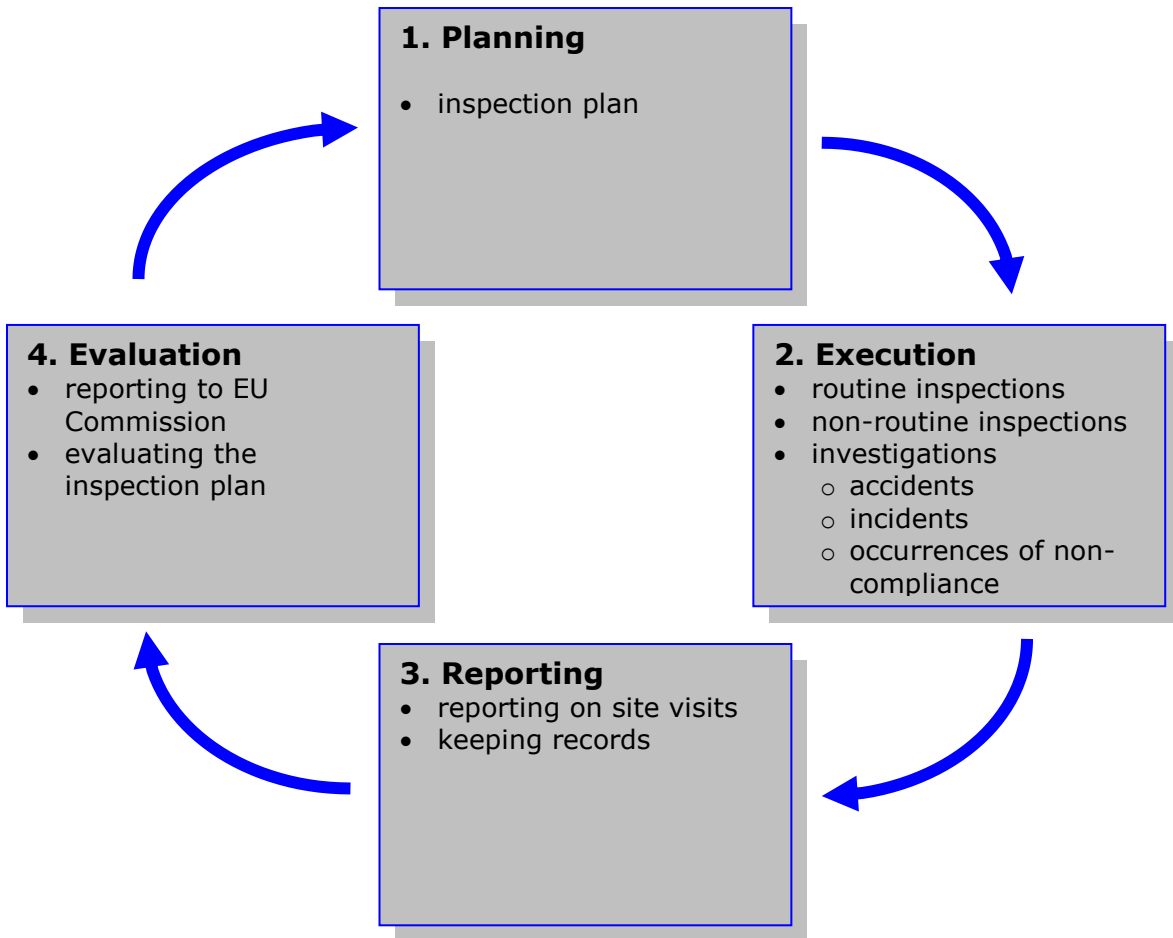 1. Planning
• inspection plan
2. Execution
• routine inspections
• non-routine inspections
• investigations
o accidents
o incidents
o occurrences of non-
compliance
3. Reporting
• reporting on site visits
• keeping records
4. Evaluation
• reporting to EU
Commission
• evaluating the
inspection plan